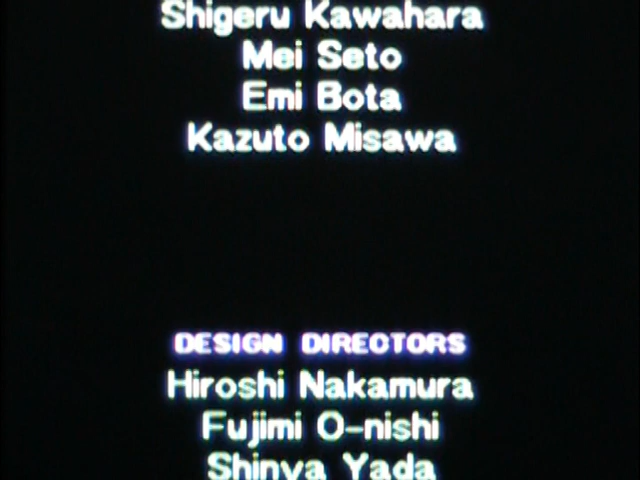 Shigeru Kawahara
Mei Seto
Emi Bota
Kazuto Misawa
DESIGN DIRECTORS
Hiroshi Nakamura
Fujimi O-nishi
Shinya Yada